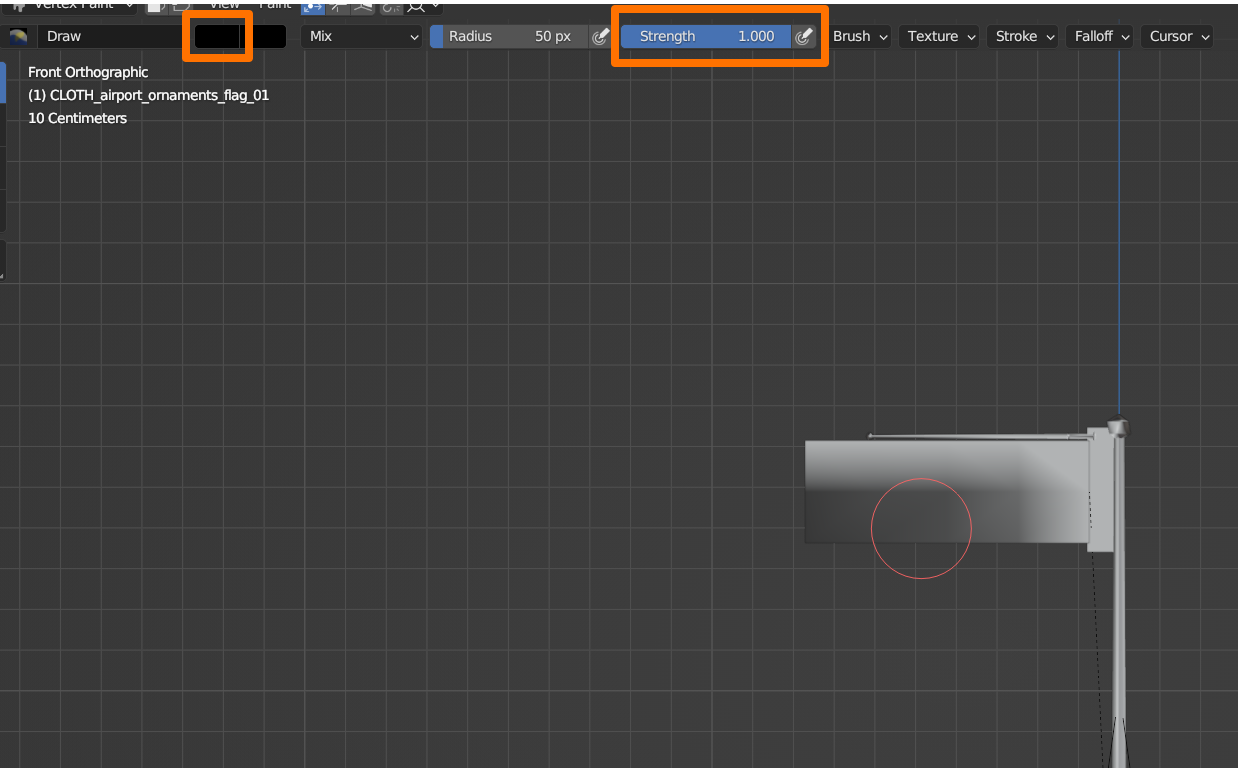 Vertex Paint View Paint
Draw Mix Radius 50 px Strength 1.000 Brush Texture Stroke Falloff Cursor
Front Orthographic
(1) CLOTH_airport_ornaments_flag_01
10 Centimeters